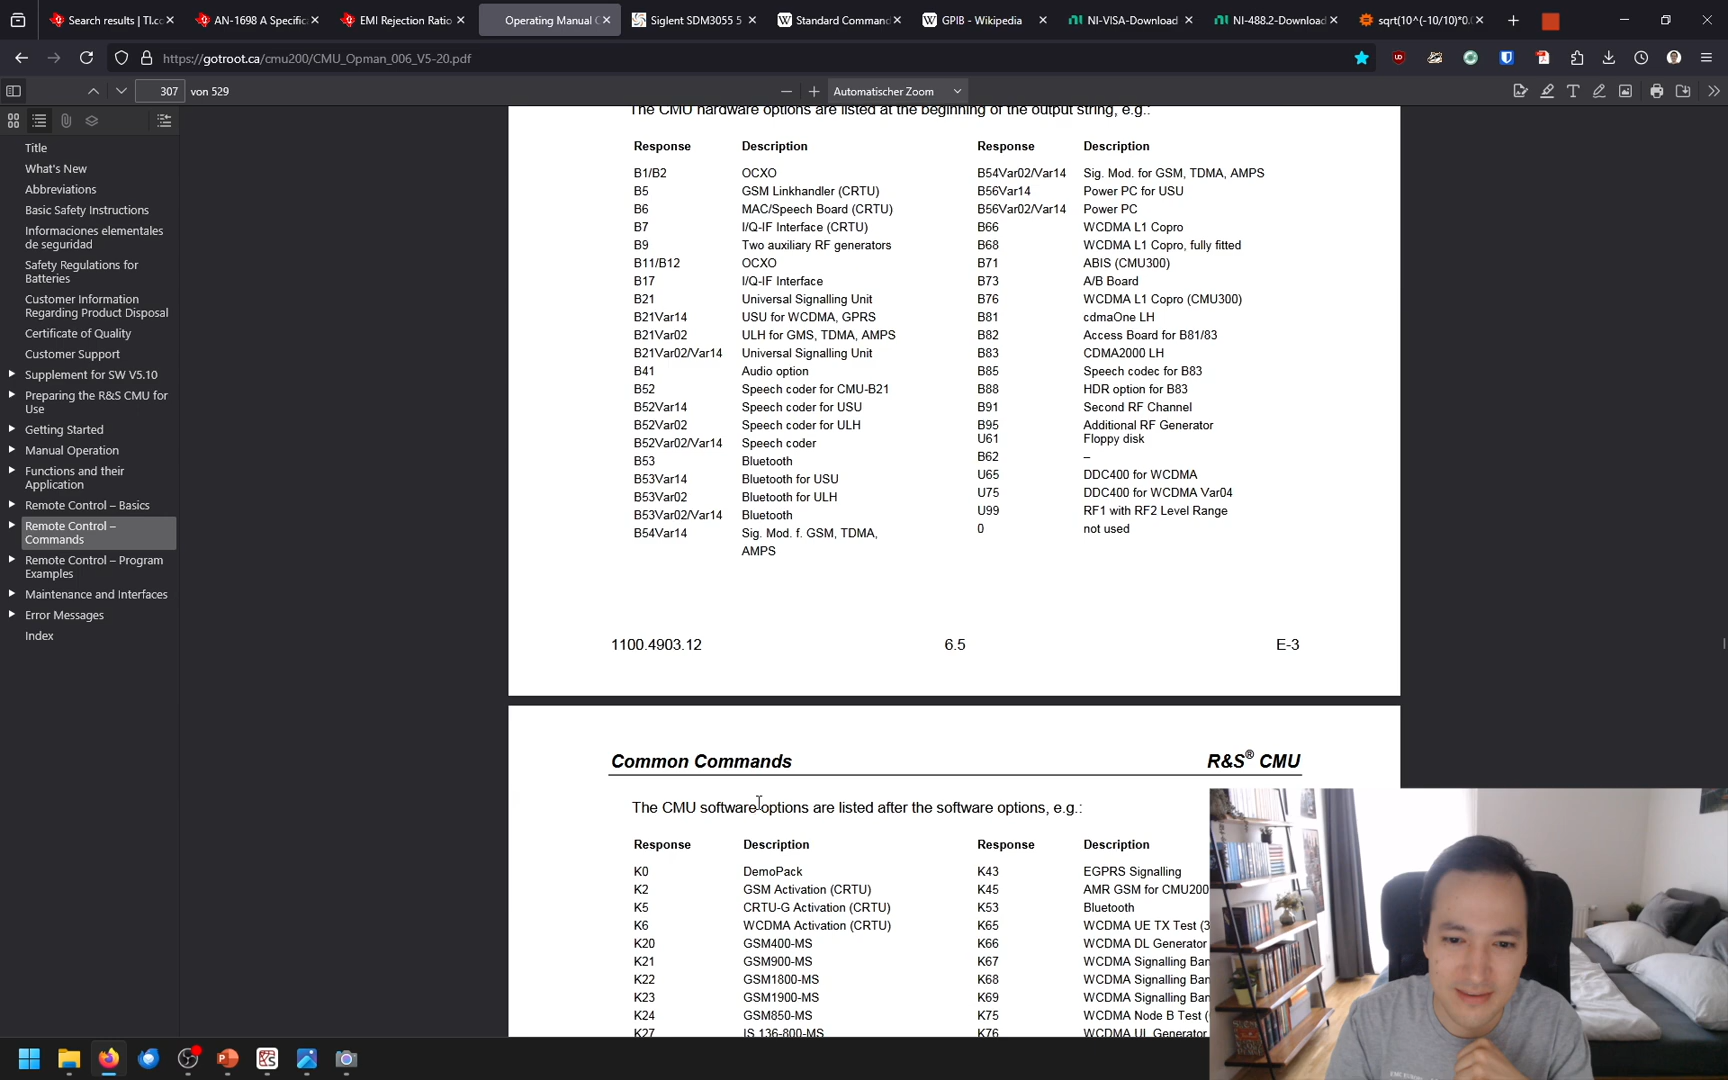 Search results | TI.co
AN-1698 A Specific
EMI Rejection Ratio
Operating Manual
Siglent SDM3055 5
Standard Command
GPIB - Wikipedia
NI-VISA-Download
NI-488.2-Download
sqrt(10^(-10/10)*0.
https://gotroot.ca/cmu200/CMU_Opman_006_V5-20.pdf
307 von 529
Automatischer Zoom
Title
What's New
Abbreviations
Basic Safety Instructions
Informaciones elementales
de seguridad
Safety Regulations for
Batteries
Customer Information
Regarding Product Disposal
Certificate of Quality
Customer Support
Supplement for SW V5.10
Preparing the R&S CMU for
Use
Getting Started
Manual Operation
Functions and their
Application
Remote Control – Basics
Remote Control –
Commands
Remote Control – Program
Examples
Maintenance and Interfaces
Error Messages
Index
The CMU hardware options are listed at the beginning of the output string, e.g.:
Response Description Response Description
B1/B2 OCXO B54Var02/Var14 Sig. Mod. for GSM, TDMA, AMPS
B5 GSM Linkhandler (CRTU) B56Var14 Power PC for USU
B6 MAC/Speech Board (CRTU) B56Var02/Var14 Power PC
B7 I/Q-IF Interface (CRTU) B66 WCDMA L1 Copro
B9 Two auxiliary RF generators B68 WCDMA L1 Copro, fully fitted
B11/B12 OCXO B71 ABIS (CMU300)
B17 I/Q-IF Interface B73 A/B Board
B21 Universal Signalling Unit B76 WCDMA L1 Copro (CMU300)
B21Var14 USU for WCDMA, GPRS B81 cdmaOne LH
B21Var02 ULH for GMS, TDMA, AMPS B82 Access Board for B81/83
B21Var02/Var14 Universal Signalling Unit B83 CDMA2000 LH
B41 Audio option B85 Speech codec for B83
B52 Speech coder for CMU-B21 B88 HDR option for B83
B52Var14 Speech coder for USU B91 Second RF Channel
B52Var02 Speech coder for ULH B95 Additional RF Generator
B52Var02/Var14 Speech coder U61 Floppy disk
B53 Bluetooth B62 –
B53Var14 Bluetooth for USU U65 DDC400 for WCDMA
B53Var02 Bluetooth for ULH U75 DDC400 for WCDMA Var04
B53Var02/Var14 Bluetooth U99 RF1 with RF2 Level Range
B54Var14 Sig. Mod. f. GSM, TDMA, 0 not used
AMPS
1100.4903.12 6.5 E-3
Common Commands R&S® CMU
The CMU software options are listed after the software options, e.g.:
Response Description Response Description
K0 DemoPack K43 EGPRS Signalling
K2 GSM Activation (CRTU) K45 AMR GSM for CMU200
K5 CRTU-G Activation (CRTU) K53 Bluetooth
K6 WCDMA Activation (CRTU) K65 WCDMA UE TX Test (3
K20 GSM400-MS K66 WCDMA DL Generator
K21 GSM900-MS K67 WCDMA Signalling Ban
K22 GSM1800-MS K68 WCDMA Signalling Ban
K23 GSM1900-MS K69 WCDMA Signalling Ban
K24 GSM850-MS K75 WCDMA Node B Test (
K27 IS 136-800-MS K76 WCDMA UL Generator